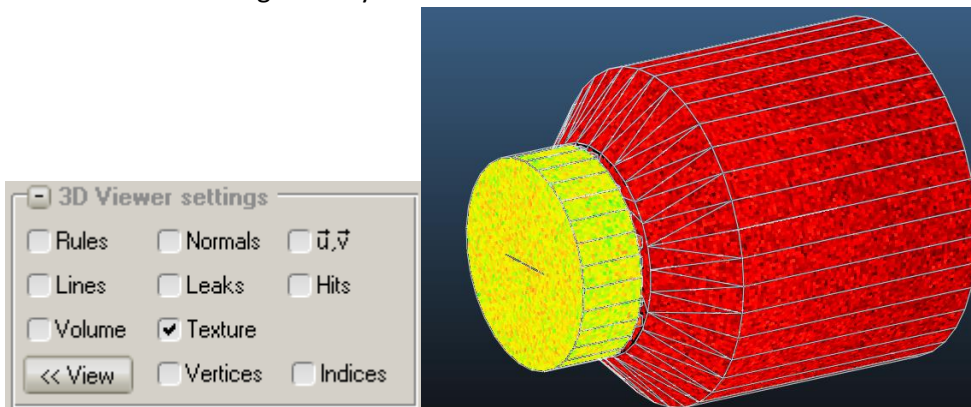 3D Viewer settings
Rules Normals u⃗,v⃗
Lines Leaks Hits
Volume Texture
<< View Vertices Indices